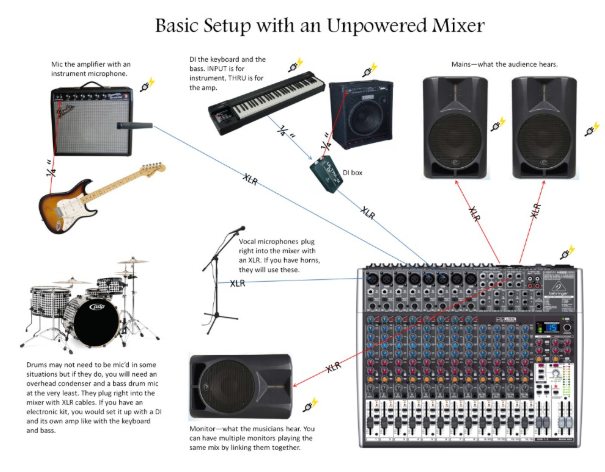 Basic Setup with an Unpowered Mixer
Mic the amplifier with an
instrument microphone.
DI the keyboard and the
bass. INPUT is for
instrument, THRU is for
the amp.
Mains—what the audience hears.
¼ “
¼ “
¼ “
DI box
XLR
XLR
XLR
XLR
Vocal microphones plug
right into the mixer with
an XLR. If you have horns,
they will use these.
XLR
XLR
Drums may not need to be mic’d in some
situations but if they do, you will need an
overhead condenser and a bass drum mic
at the very least. They plug right into the
mixer with XLR cables. If you have an
electronic kit, you would set it up with a DI
and its own amp like with the keyboard
and bass.
Monitor—what the musicians hear. You
can have multiple monitors playing the
same mix by linking them together.